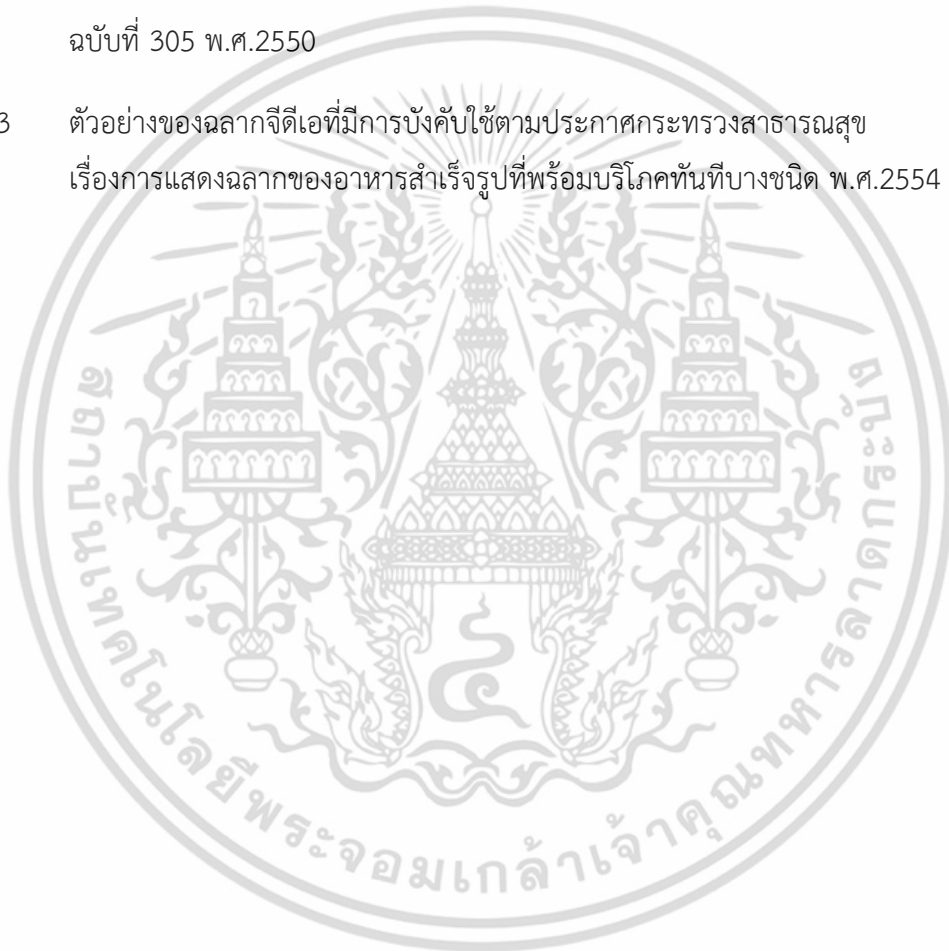 ฉบับที่ 305 พ.ศ.2550
3 ตัวอย่างของฉลากจีดีเอที่มีการบังคับใช้ตามประกาศกระทรวงสาธารณสุข
เรื่องการแสดงฉลากของอาหารสำเร็จรูปที่พร้อมบริโภคทันทีบางชนิด พ.ศ.2554
สถาบันเทคโนโลยีพระจอมเกล้าเจ้าคุณทหารลาดกระบัง